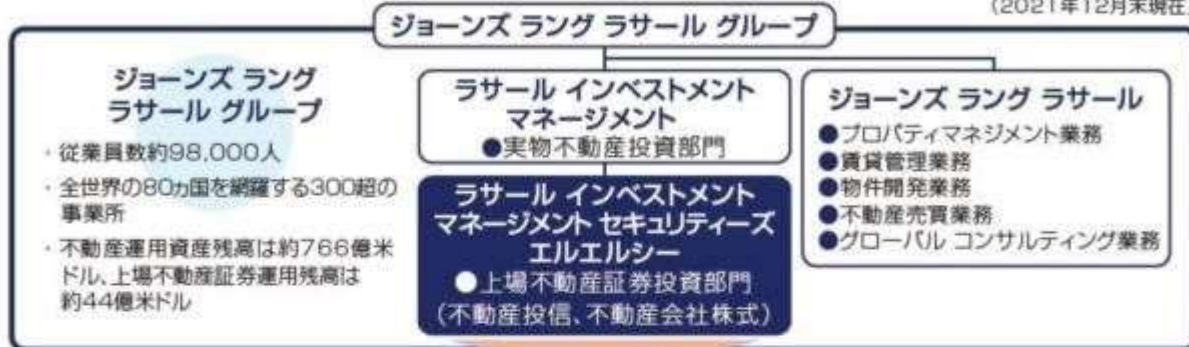 (2021年12月末現在)
ジョーンズ ラング ラサール グループ
ジョーンズ ラング
ラサール グループ
・従業員数約98,000人
・全世界の80ヵ国を網羅する300超の
事業所
・不動産運用資産残高は約766億米
ドル、上場不動産証券運用残高は
約44億米ドル
ラサール インベストメント
マネージメント
●実物不動産投資部門
ラサール インベストメント
マネージメント セキュリティーズ
エルエルシー
●上場不動産証券投資部門
(不動産投信、不動産会社株式)
ジョーンズ ラング ラサール
●プロパティマネジメント業務
●賃貸管理業務
●物件開発業務
●不動産売買業務
●グローバル コンサルティング業務